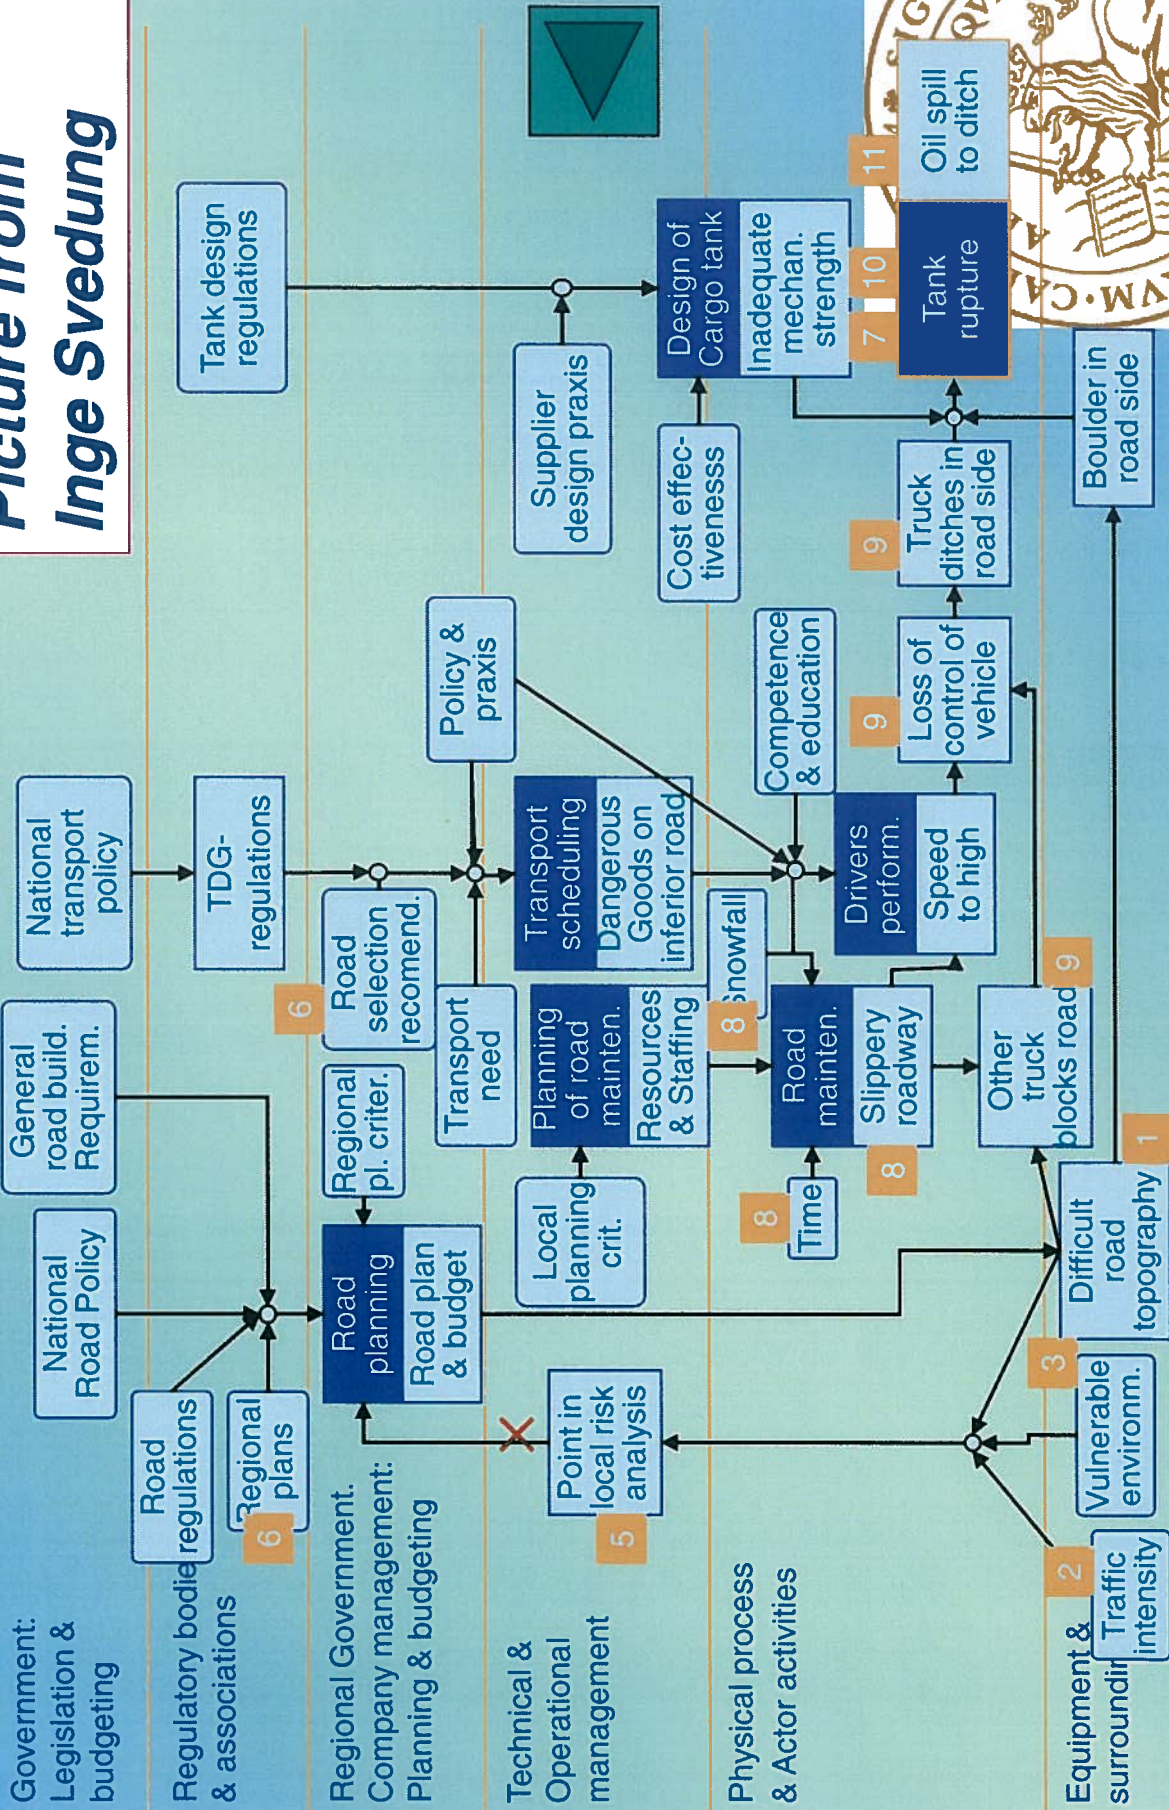 Inge Svedung
Government:
Legislation &
budgeting
National
Road Policy
General
road build.
Requirem.
National
transport
policy
Regulatory bodie
& associations
Road
regulations
Regional
plans
6
TDG-
regulations
Tank design
regulations
Regional Government.
Company management:
Planning & budgeting
Road
planning
Road plan
& budget
Regional
pl. criter.
6
Road
selection
recomend.
Transport
need
Policy &
praxis
Technical &
Operational
management
5
Point in
local risk
analysis
Local
planning
crit.
Planning
of road
mainten.
Resources
& Staffing
Transport
scheduling
Dangerous
Goods on
inferior road
Supplier
design praxis
Cost effec-
tivenesss
Design of
Cargo tank
Inadequate
mechan.
strength
Physical process
& Actor activities
8
Time
8
Snowfall
Road
mainten.
Slippery
roadway
8
Competence
& education
Drivers
perform.
Speed
to high
9
Loss of
control of
vehicle
9
Truck
ditches in
road side
7
10
11
Tank
rupture
Oil spill
to ditch
Other
truck
blocks road
9
Equipment &
2
Traffic
intensity
3
Vulnerable
environm.
Difficult
road
topography
1
Boulder in
road side